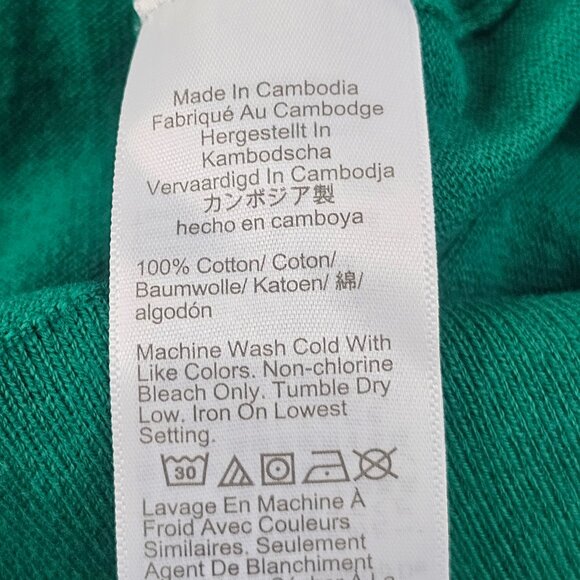 Made In Cambodia
Fabriqué Au Cambodge
Hergestellt In
Kambodscha
Vervaardigd In Cambodja
カンボジア製
hecho en camboya
100% Cotton/ Coton/
Baumwolle/ Katoen/ 綿/
algodón
Machine Wash Cold With
Like Colors. Non-chlorine
Bleach Only. Tumble Dry
Low. Iron On Lowest
Setting.
30
Lavage En Machine À
Froid Avec Couleurs
Similaires. Seulement
Agent De Blanchiment